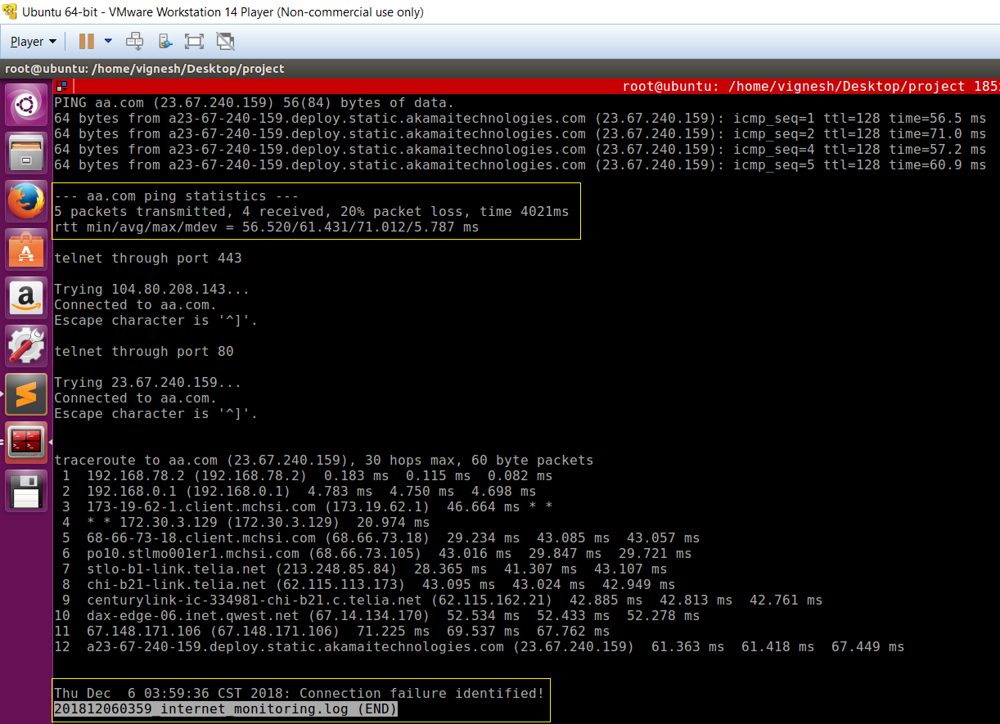 Ubuntu 64-bit - VMware Workstation 14 Player (Non-commercial use only)
Player
root@ubuntu: /home/vignesh/Desktop/project
root@ubuntu: /home/vignesh/Desktop/project 185
PING aa.com (23.67.240.159) 56(84) bytes of data.
64 bytes from a23-67-240-159.deploy.static.akamaitechnologies.com (23.67.240.159): icmp_seq=1 ttl=128 time=56.5 ms
64 bytes from a23-67-240-159.deploy.static.akamaitechnologies.com (23.67.240.159): icmp_seq=2 ttl=128 time=71.0 ms
64 bytes from a23-67-240-159.deploy.static.akamaitechnologies.com (23.67.240.159): icmp_seq=4 ttl=128 time=57.2 ms
64 bytes from a23-67-240-159.deploy.static.akamaitechnologies.com (23.67.240.159): icmp_seq=5 ttl=128 time=60.9 ms
--- aa.com ping statistics ---
5 packets transmitted, 4 received, 20% packet loss, time 4021ms
rtt min/avg/max/mdev = 56.520/61.431/71.012/5.787 ms
telnet through port 443
Trying 104.80.208.143...
Connected to aa.com.
Escape character is '^]'.
telnet through port 80
Trying 23.67.240.159...
Connected to aa.com.
Escape character is '^]'.
traceroute to aa.com (23.67.240.159), 30 hops max, 60 byte packets
1  192.168.78.2 (192.168.78.2)  0.183 ms  0.115 ms  0.082 ms
2  192.168.0.1 (192.168.0.1)  4.783 ms  4.750 ms  4.698 ms
3  173-19-62-1.client.mchsi.com (173.19.62.1)  46.664 ms * *
4  * * 172.30.3.129 (172.30.3.129)  20.974 ms
5  68-66-73-18.client.mchsi.com (68.66.73.18)  29.234 ms  43.085 ms  43.057 ms
6  po10.stlmo001er1.mchsi.com (68.66.73.105)  43.016 ms  29.847 ms  29.721 ms
7  stlo-b1-link.telia.net (213.248.85.84)  28.365 ms  41.307 ms  43.107 ms
8  chi-b21-link.telia.net (62.115.113.173)  43.095 ms  43.024 ms  42.949 ms
9  centurylink-ic-334981-chi-b21.c.telia.net (62.115.162.21)  42.885 ms  42.813 ms  42.761 ms
10  dax-edge-06.inet.qwest.net (67.14.134.170)  52.534 ms  52.433 ms  52.278 ms
11  67.148.171.106 (67.148.171.106)  71.225 ms  69.537 ms  67.762 ms
12  a23-67-240-159.deploy.static.akamaitechnologies.com (23.67.240.159)  61.363 ms  61.418 ms  67.449 ms
Thu Dec  6 03:59:36 CST 2018: Connection failure identified!
201812060359_internet_monitoring.log (END)